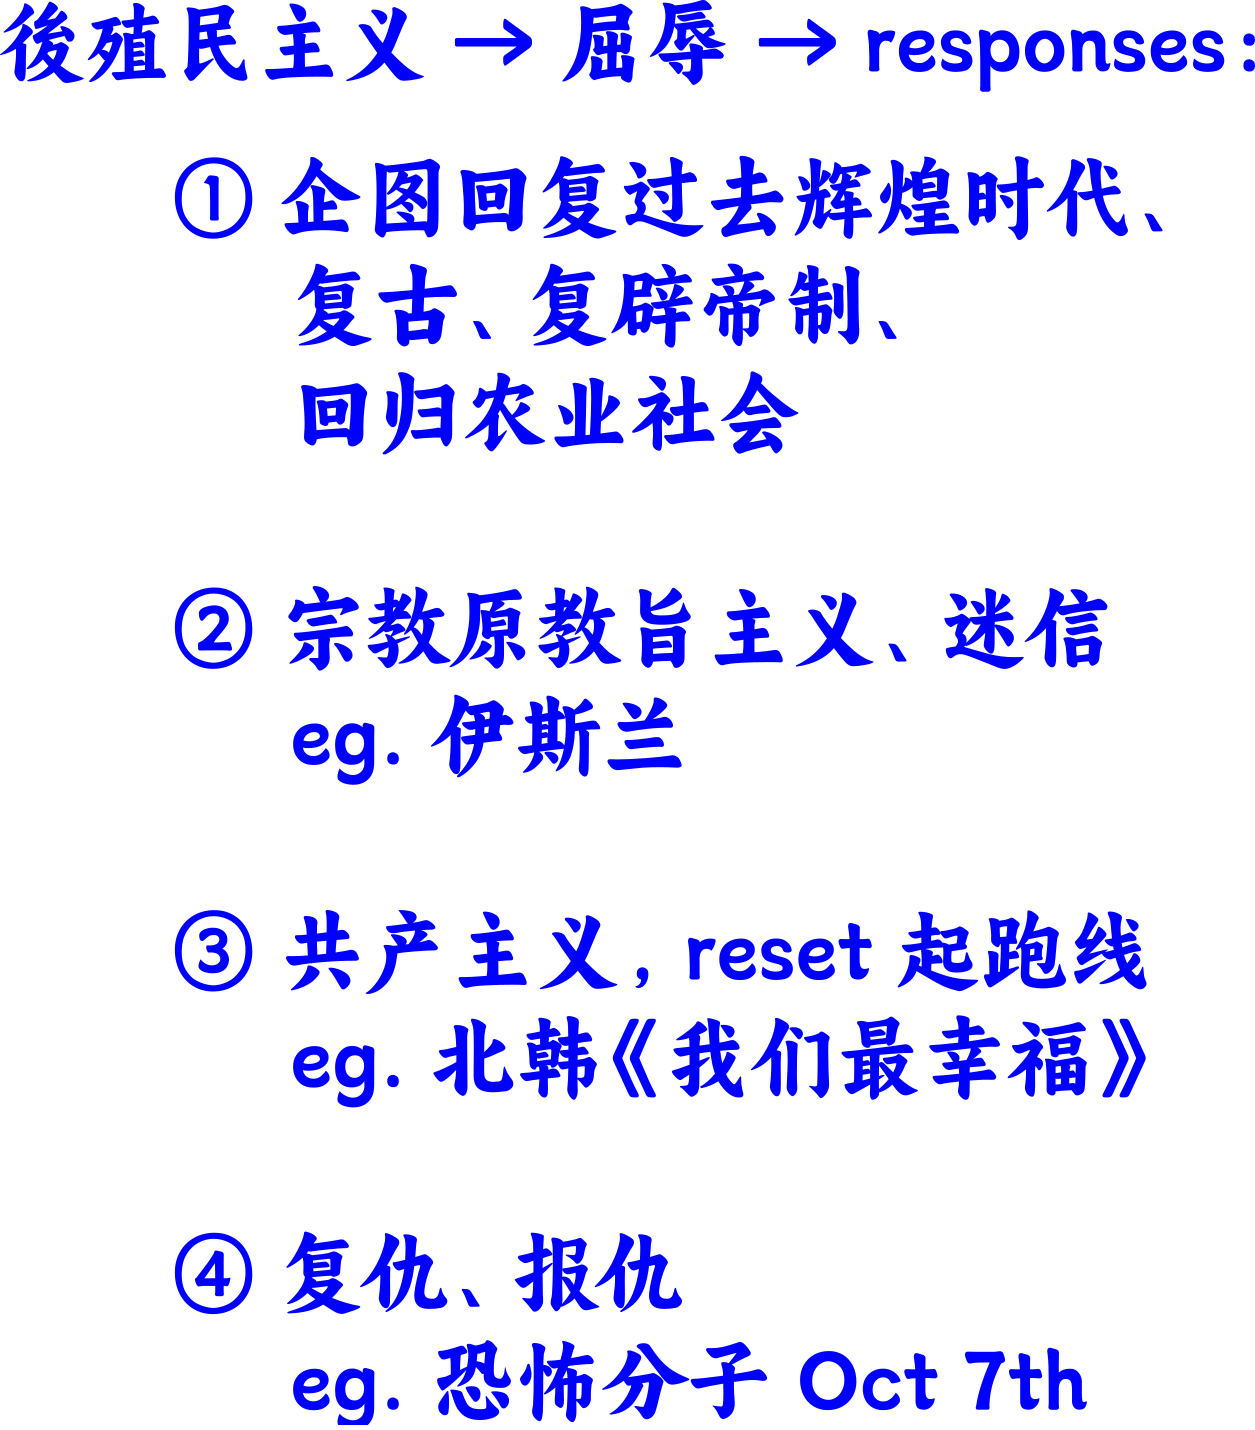 後殖民主义 → 屈辱 → responses:
① 企图回复过去辉煌时代、
复古、复辟帝制、
回归农业社会
② 宗教原教旨主义、迷信
eg. 伊斯兰
③ 共产主义, reset 起跑线
eg. 北韩《我们最幸福》
④ 复仇、报仇
eg. 恐怖分子 Oct 7th